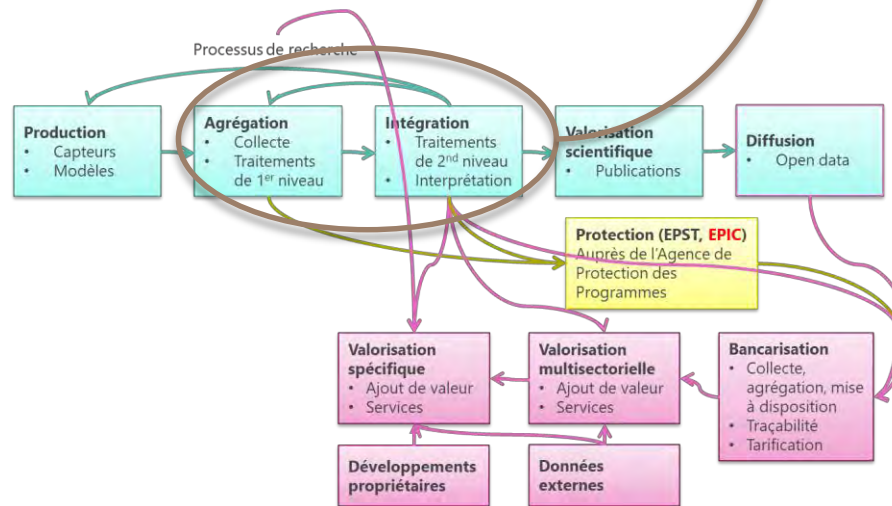 Processus de recherche
Production
• Capteurs
• Modèles
Agrégation
• Collecte
• Traitements
de 1er niveau
Intégration
• Traitements
de 2nd niveau
• Interprétation
Valorisation
scientifique
• Publications
Diffusion
• Open data
Protection (EPST, EPIC)
Auprès de l'Agence de
Protection des
Programmes
Valorisation
spécifique
• Ajout de valeur
• Services
Valorisation
multisectorielle
• Ajout de valeur
• Services
Bancarisation
• Collecte,
agrégation, mise
à disposition
• Traçabilité
• Tarification
Développements
propriétaires
Données
externes